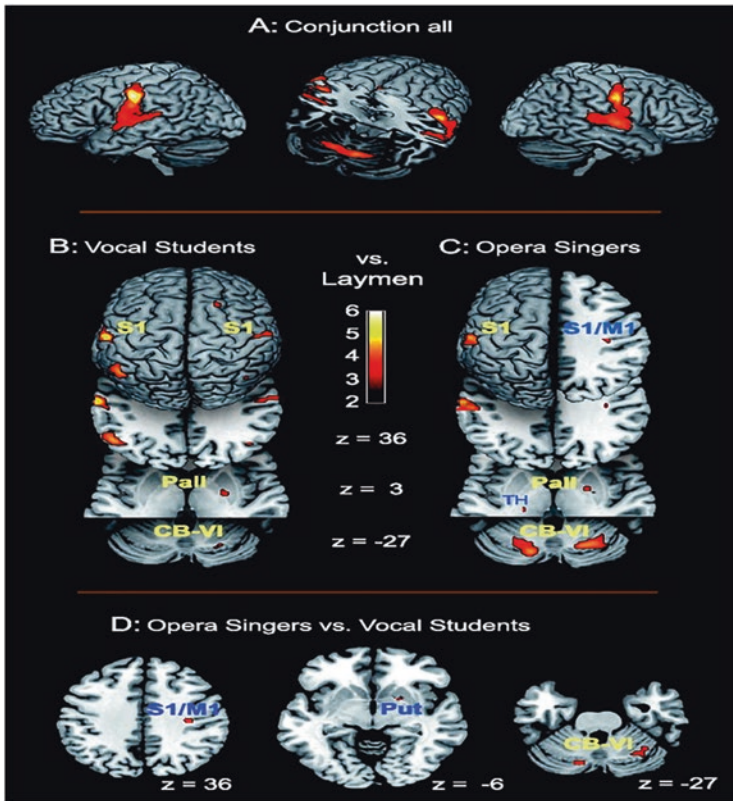 A: Conjunction all
B: Vocal Students
vs.
Laymen
C: Opera Singers
S1
S1
6
5
4
3
2
S1
S1/M1
z = 36
Pall
z = 3
Pall
TH
CB-VI
z = -27
CB-VI
D: Opera Singers vs. Vocal Students
S1/M1
z = 36
Put
z = -6
CB-VI
z = -27